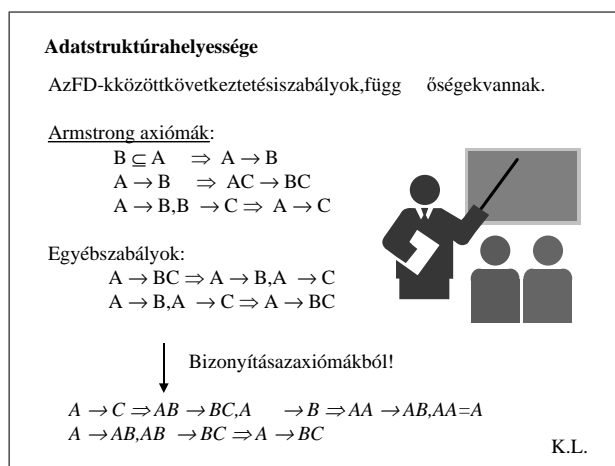 Adatstruktúrahelyessége
AzFD-kközöttkövetkeztetésiszabályok,függ őségekvannak.
Armstrong axiómák:
B ⊆ A ⇒ A → B
A → B ⇒ AC → BC
A → B,B → C ⇒ A → C
Egyébszabályok:
A → BC ⇒ A → B,A → C
A → B,A → C ⇒ A → BC
Bizonyításazaxiómákból!
A → C ⇒ AB → BC,A → B ⇒ AA → AB,AA=A
A → AB,AB → BC ⇒ A → BC
K.L.